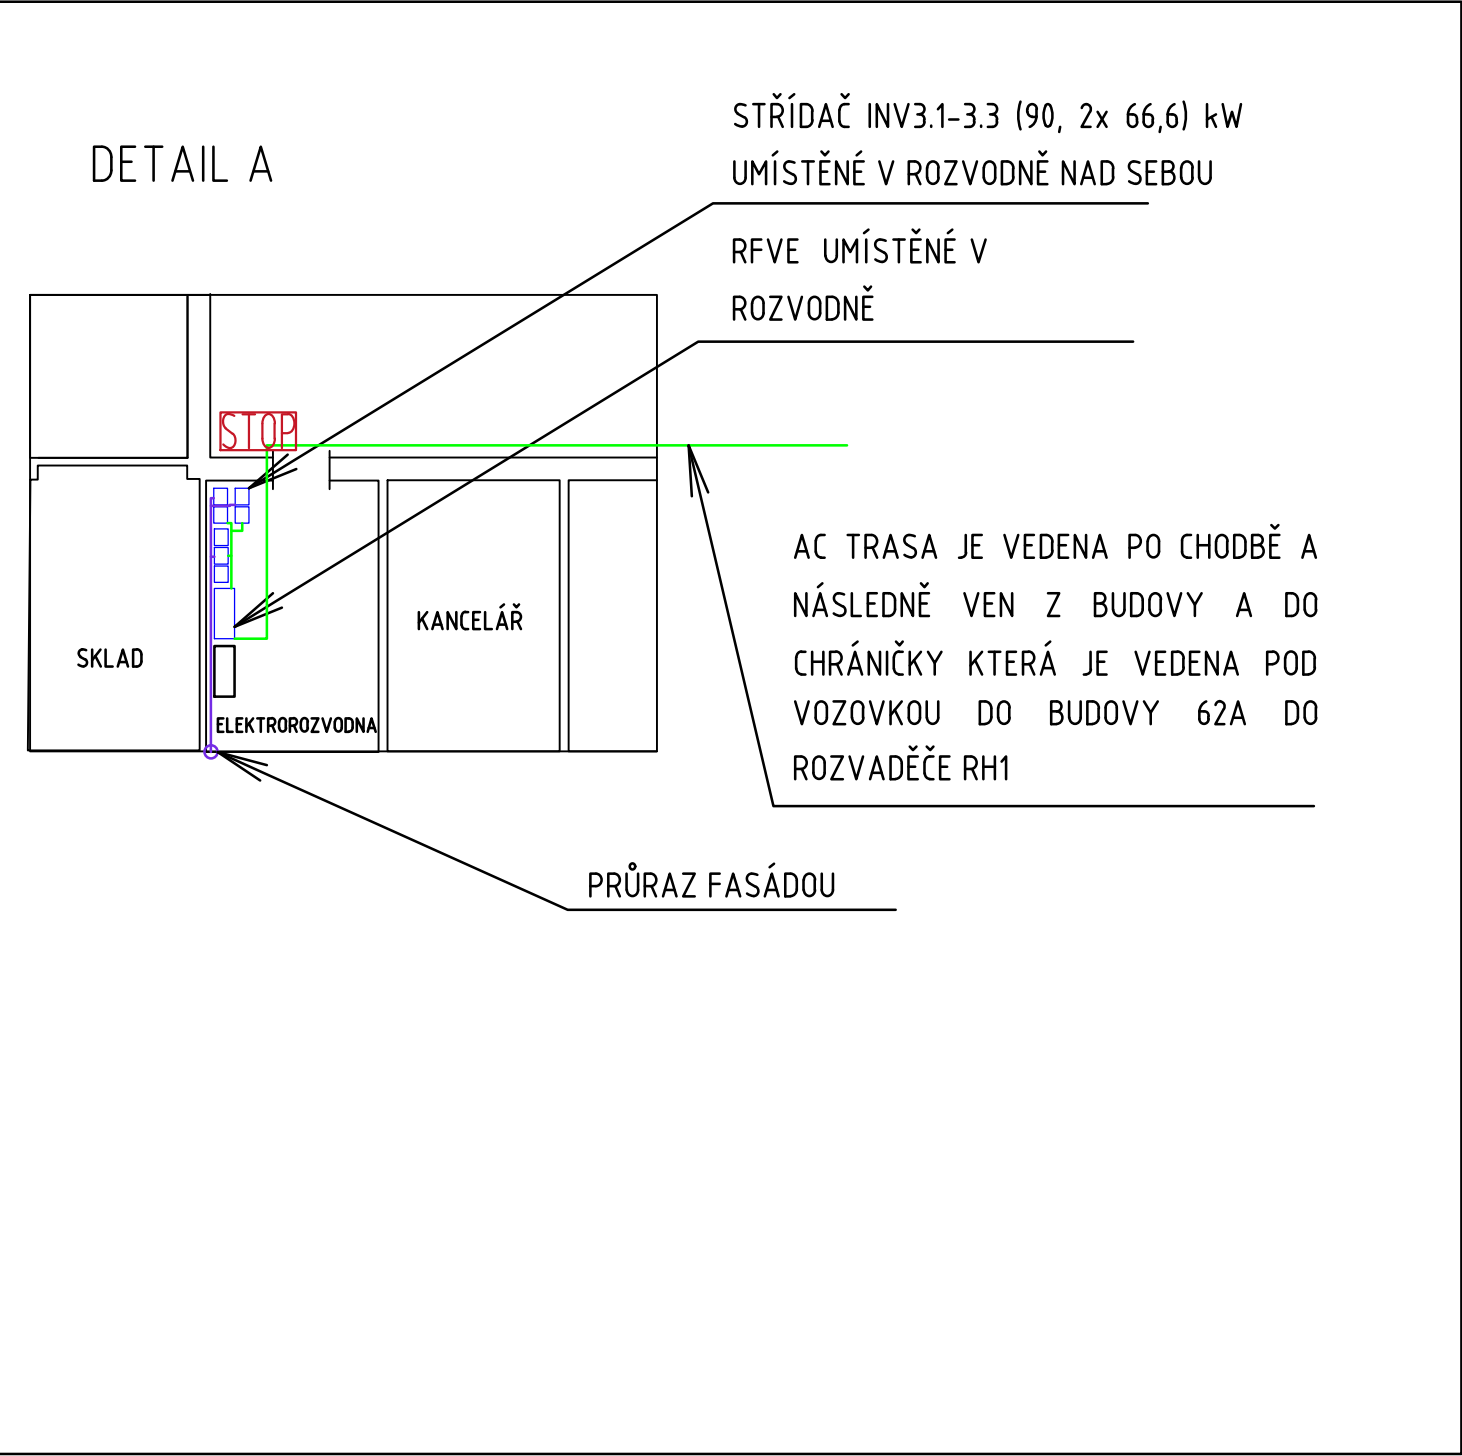 DETAIL A
STŘÍDAČ INV3.1-3.3 (90, 2x 66,6) kW
UMÍSTĚNÉ V ROZVODNĚ NAD SEBOU
RFVE UMÍSTĚNÉ V
ROZVODNĚ
STOP
AC TRASA JE VEDENA PO CHODBĚ A
NÁSLEDNĚ VEN Z BUDOVY A DO
CHRÁNIČKY KTERÁ JE VEDENA POD
VOZOVKOU DO BUDOVY 62A DO
ROZVADĚČE RH1
KANCELÁŘ
SKLAD
ELEKTROROZVODNA
PRŮRAZ FASÁDOU